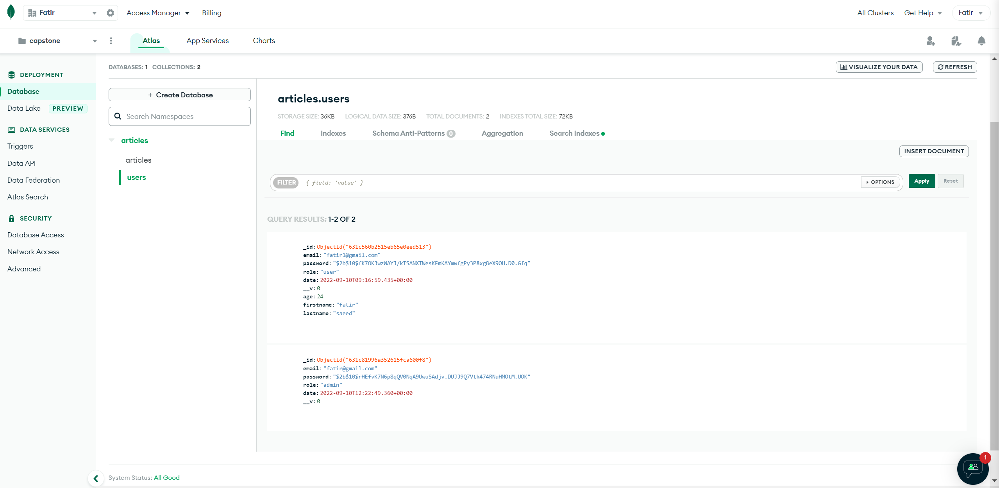 Fatir
Access Manager
Billing
All Clusters
Get Help
Fatir
capstone
Atlas
App Services
Charts
DEPLOYMENT
Database
Data Lake PREVIEW
DATA SERVICES
Triggers
Data API
Data Federation
Atlas Search
SECURITY
Database Access
Network Access
Advanced
DATABASES: 1 COLLECTIONS: 2
VISUALIZE YOUR DATA
REFRESH
+ Create Database
Search Namespaces
articles
articles
users
articles.users
STORAGE SIZE: 36KB LOGICAL DATA SIZE: 376B TOTAL DOCUMENTS: 2 INDEXES TOTAL SIZE: 72KB
Find
Indexes
Schema Anti-Patterns 0
Aggregation
Search Indexes
INSERT DOCUMENT
FILTER { field: 'value' }
OPTIONS
Apply
Reset
QUERY RESULTS: 1-2 OF 2
_id: ObjectId("631c560b2515eb65e0eed513")
email: "fatir1@gmail.com"
password: "$2b$10$fK7OK3wzWAYJ/kTSANXTWesKFmKAYmwfgPy3P8xg8eX9OH.D0.Gfq"
role: "user"
date: 2022-09-10T09:16:59.435+00:00
__v: 0
age: 24
firstname: "fatir"
lastname: "saeed"
_id: ObjectId("631c81996a352615fca600f8")
email: "fatir@gmail.com"
password: "$2b$10$rHEfvK7N6p8qQV0NqA9UwuSAdjv.DUJJ9Q7Vtk474RNuHMOtM.UOK"
role: "admin"
date: 2022-09-10T12:22:49.360+00:00
__v: 0
1
System Status: All Good